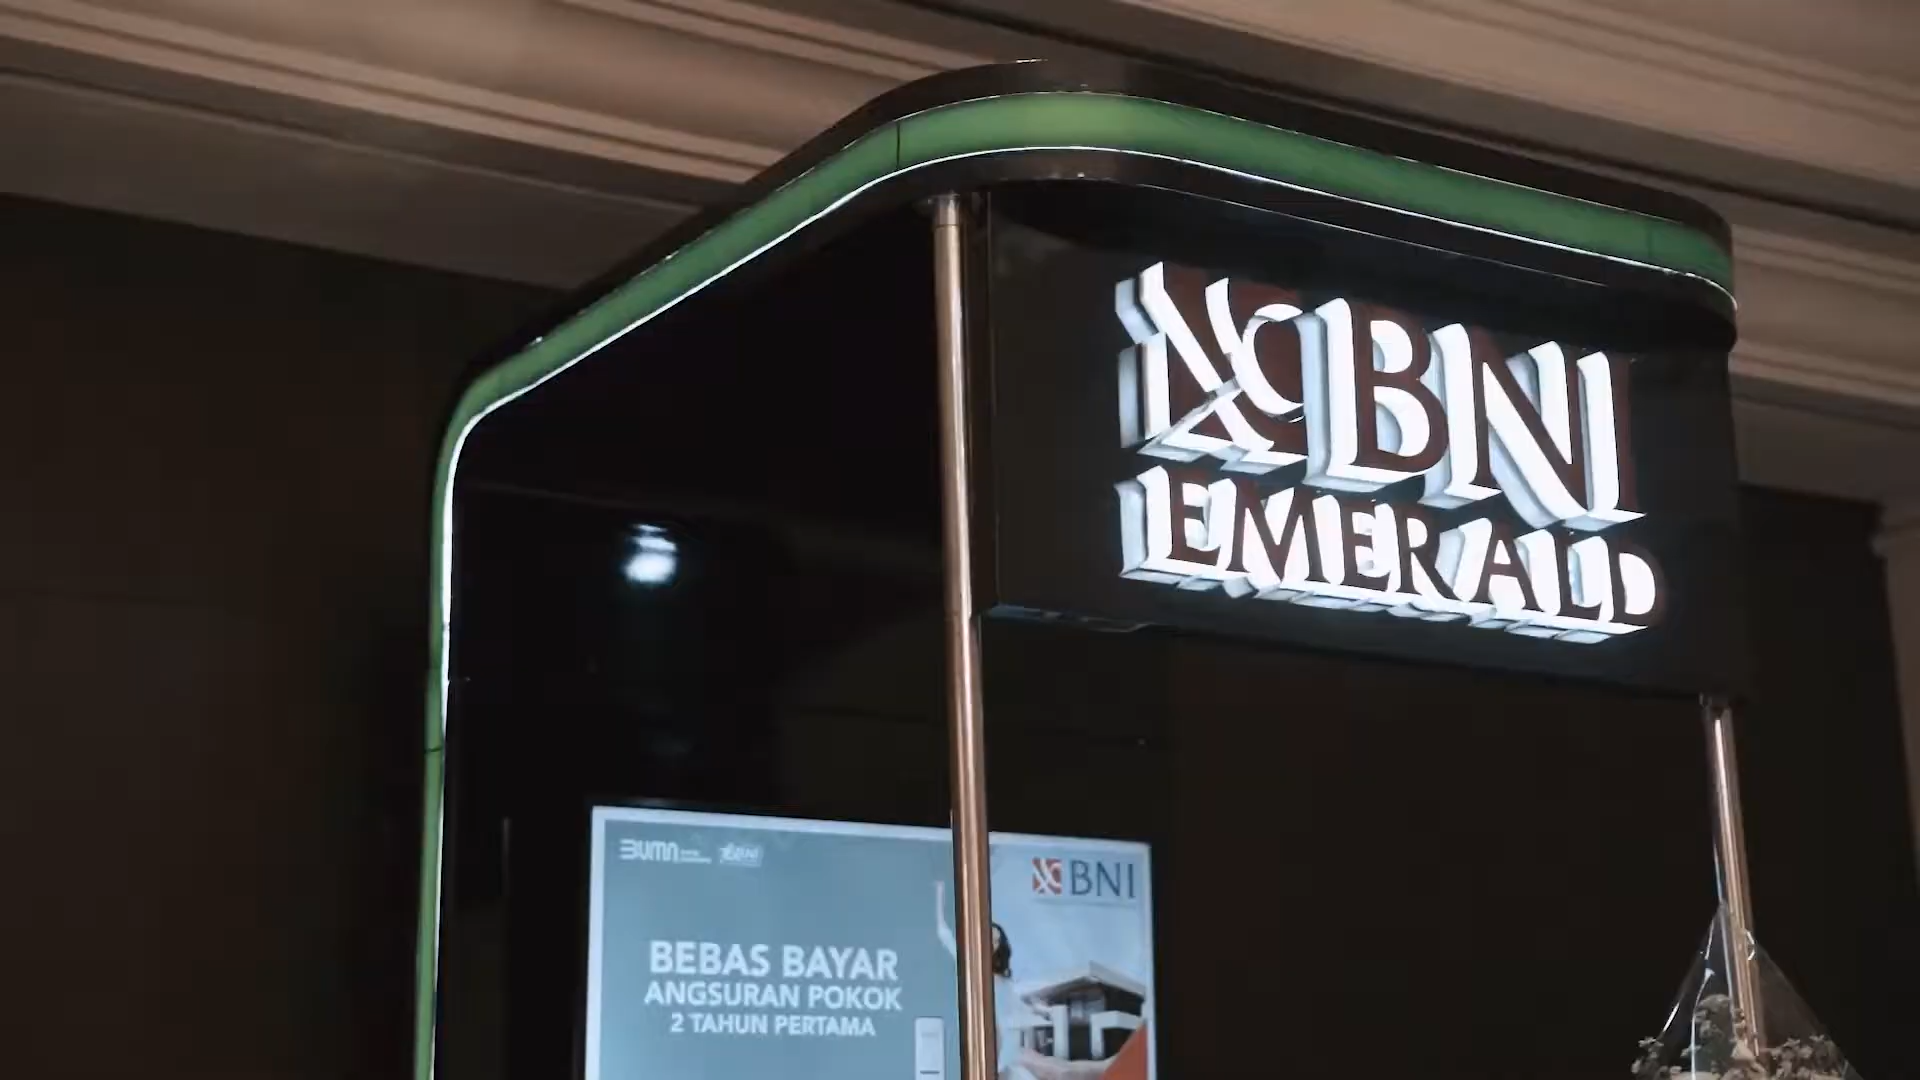 BNI
EMERALD
BUMN
BNI
BNI
BEBAS BAYAR
ANGSURAN POKOK
2 TAHUN PERTAMA